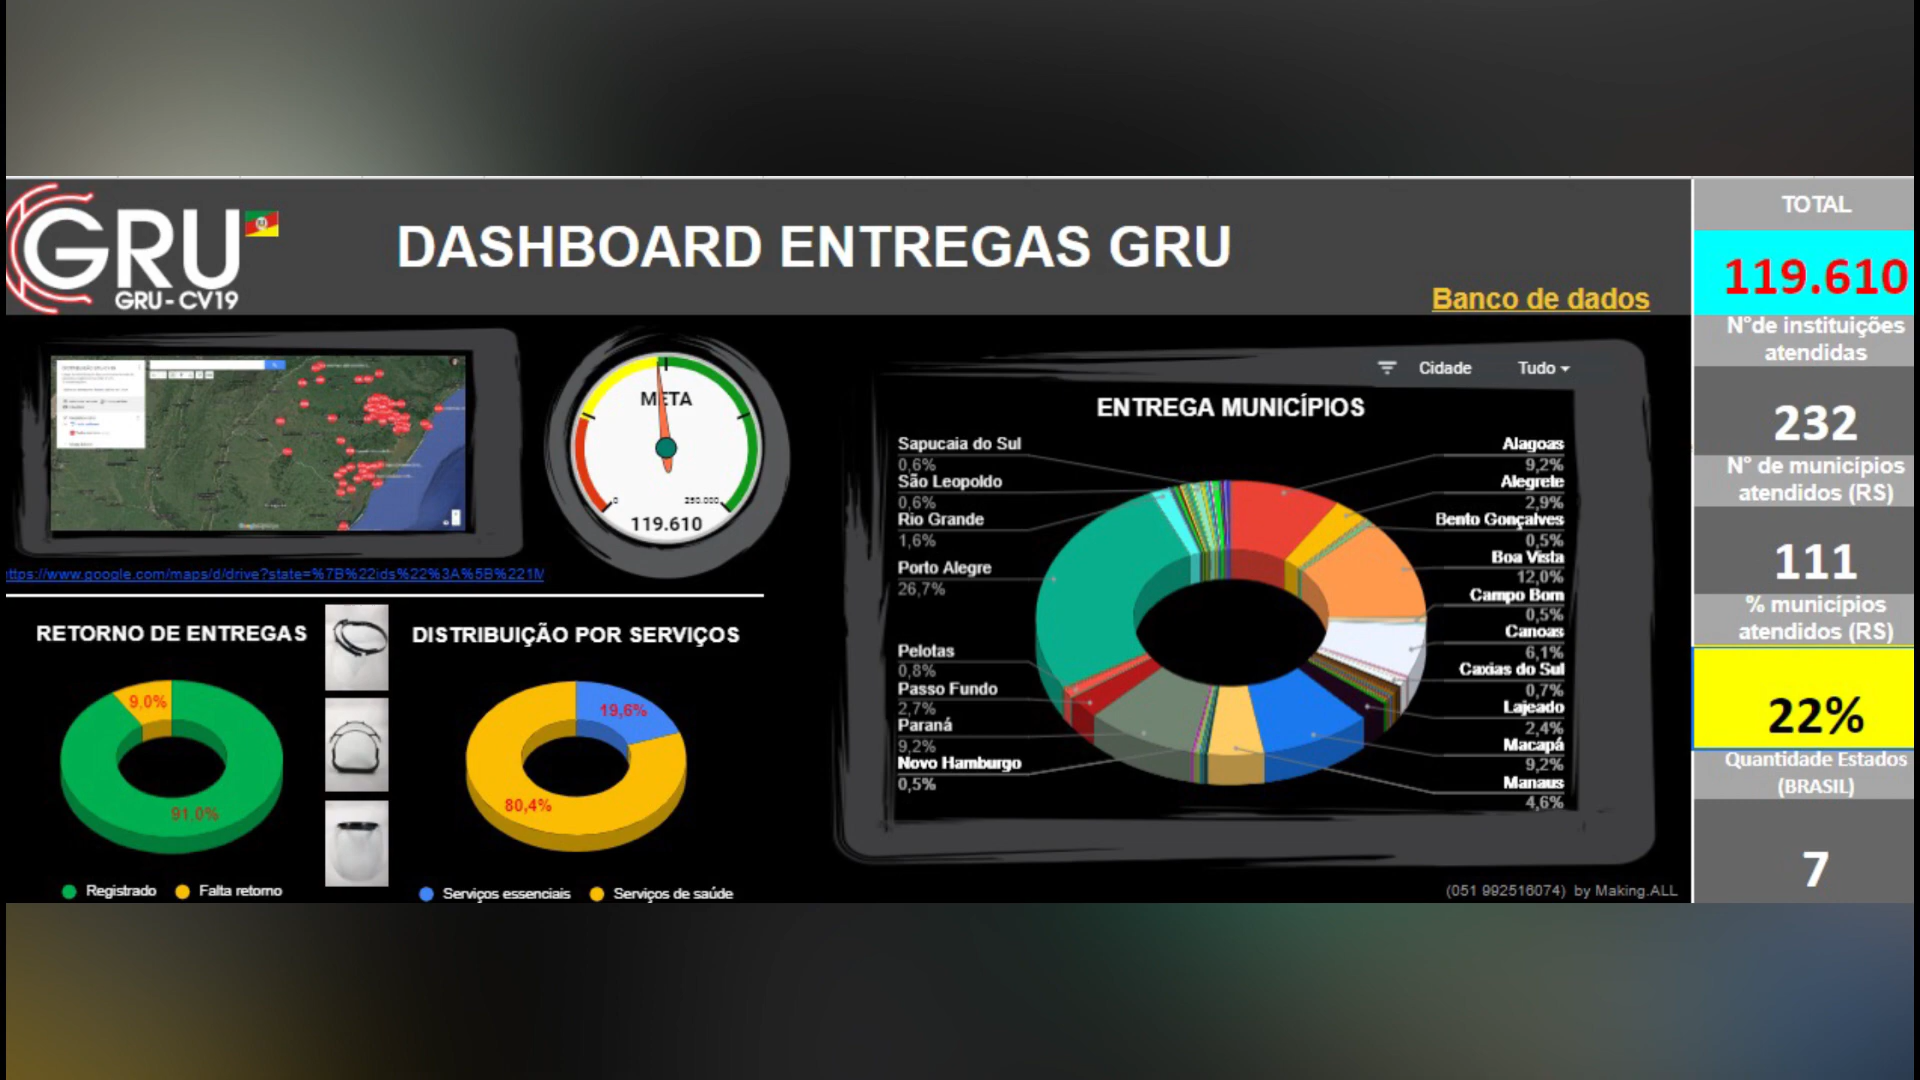 GRU
GRU - CV19
DASHBOARD ENTREGAS GRU
Banco de dados
META
0
250.000
119.610
ttps://www.google.com/maps/d/drive?state=%7B%22ids%22%3A%5B%221M
RETORNO DE ENTREGAS
9,0%
91,0%
Registrado
Falta retorno
DISTRIBUIÇÃO POR SERVIÇOS
19,6%
80,4%
Serviços essenciais
Serviços de saúde
Cidade
Tudo
ENTREGA MUNICÍPIOS
Sapucaia do Sul
0,6%
São Leopoldo
0,6%
Rio Grande
1,6%
Porto Alegre
26,7%
Pelotas
0,8%
Passo Fundo
2,7%
Paraná
9,2%
Novo Hamburgo
0,5%
Alagoas
9,2%
Alegrete
2,9%
Bento Gonçalves
0,5%
Boa Vista
12,0%
Campo Bom
0,5%
Canoas
6,1%
Caxias do Sul
0,7%
Lajeado
2,4%
Macapá
9,2%
Manaus
4,6%
(051 992516074) by Making.ALL
TOTAL
119.610
N°de instituições
atendidas
232
N° de municipios
atendidos (RS)
111
% municípios
atendidos (RS)
22%
Quantidade Estados
(BRASIL)
7